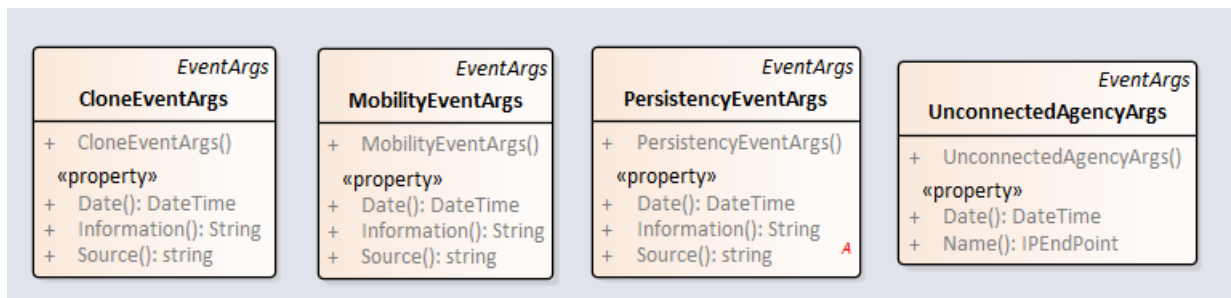 EventArgs
CloneEventArgs
+ CloneEventArgs()
«property»
+ Date(): DateTime
+ Information(): String
+ Source(): string
EventArgs
MobilityEventArgs
+ MobilityEventArgs()
«property»
+ Date(): DateTime
+ Information(): String
+ Source(): string
EventArgs
PersistencyEventArgs
+ PersistencyEventArgs()
«property»
+ Date(): DateTime
+ Information(): String
+ Source(): string
A
EventArgs
UnconnectedAgencyArgs
+ UnconnectedAgencyArgs()
«property»
+ Date(): DateTime
+ Name(): IPEndPoint